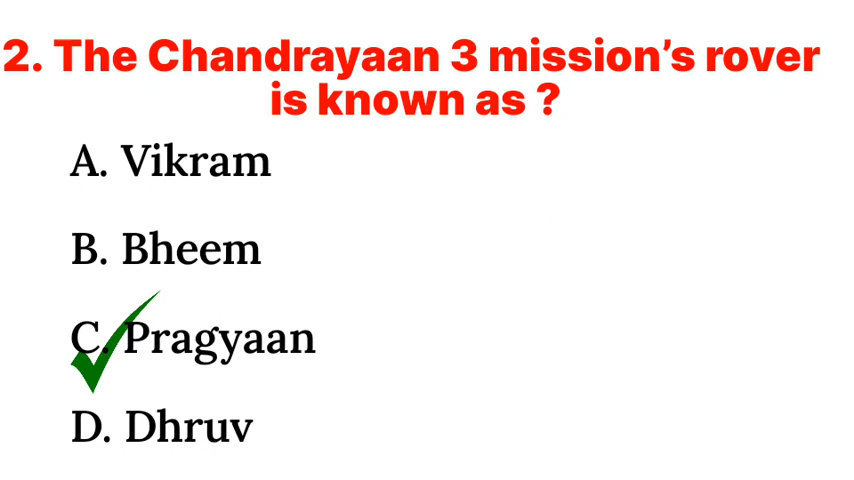 2. The Chandrayaan 3 mission’s rover
is known as ?
A. Vikram
B. Bheem
C. Pragyaan
D. Dhruv